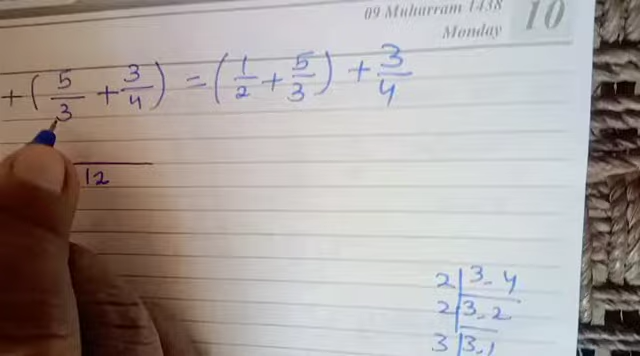 09 Muharram 1438
Monday
10
+ ( 5/3 + 3/4 ) = ( 1/2 + 5/3 ) + 3/4
12
2 | 3 - 4
2 | 3 - 2
3 | 3 - 1